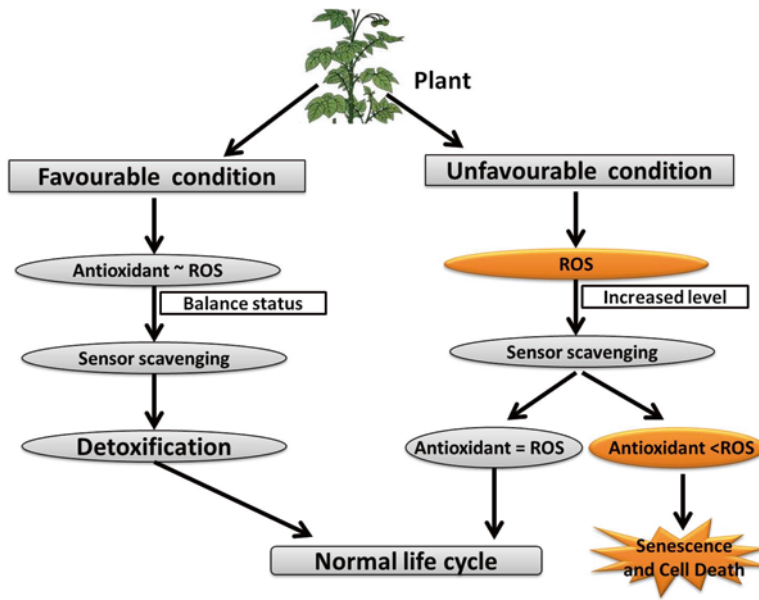 Plant
Favourable condition
Unfavourable condition
Antioxidant ~ ROS
ROS
Balance status
Increased level
Sensor scavenging
Sensor scavenging
Detoxification
Antioxidant = ROS
Antioxidant <ROS
Normal life cycle
Senescence
and Cell Death